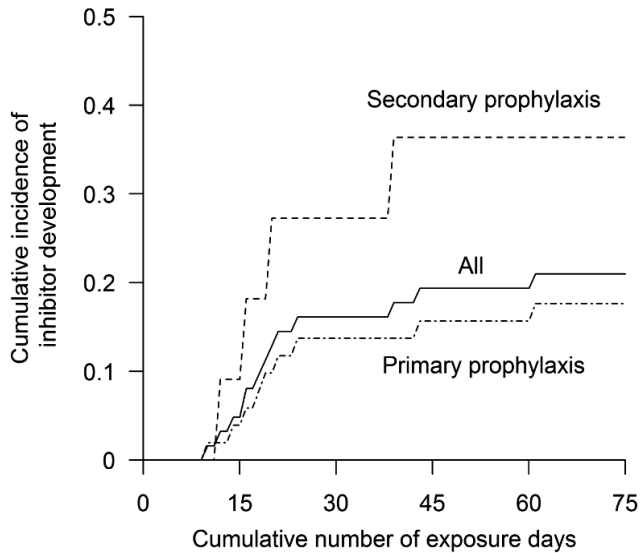 0.5
0.4
0.3
0.2
0.1
0
Cumulative incidence of
inhibitor development
Secondary prophylaxis
All
Primary prophylaxis
0 15 30 45 60 75
Cumulative number of exposure days